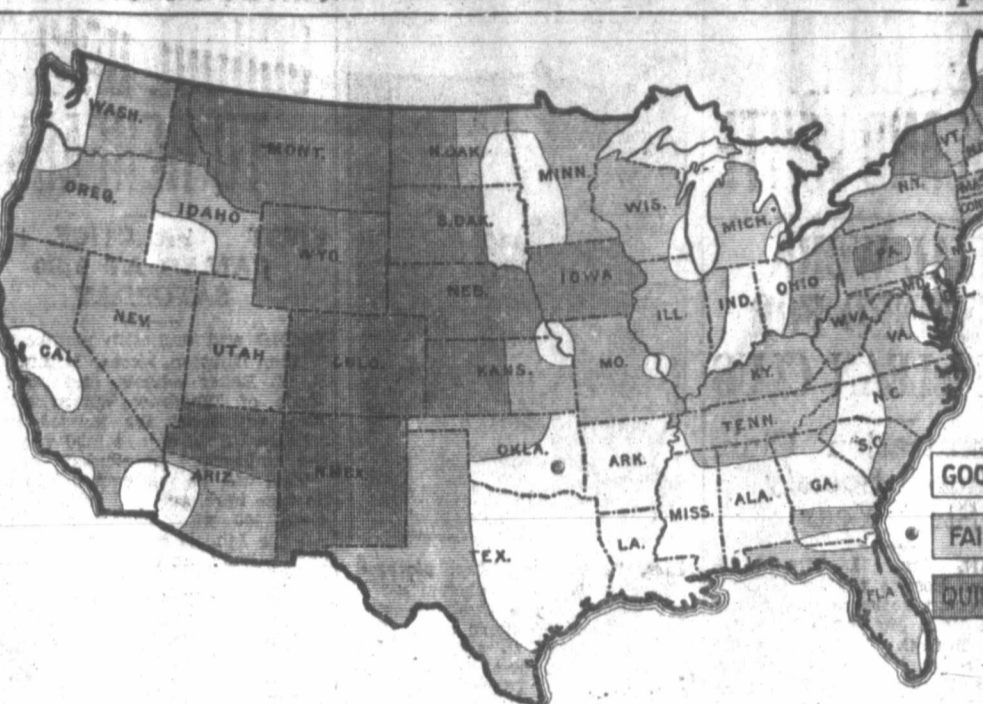 WASH.
MONT.
N.DAK.
MINN.
VT.
OREG.
IDAHO
S.DAK.
WIS.
MICH.
N.Y.
WYO.
NEB.
IOWA
PA.
N.J.
NEV.
UTAH
COLO.
KANS.
MO.
ILL.
IND.
OHIO
W.VA.
MD.
DEL
VA.
CAL.
KY.
N.C.
TENN.
ARIZ.
N.MEX.
OKLA.
ARK.
S.C.
MISS.
ALA.
GA.
TEX.
LA.
FLA
GOO
FAI
QUI